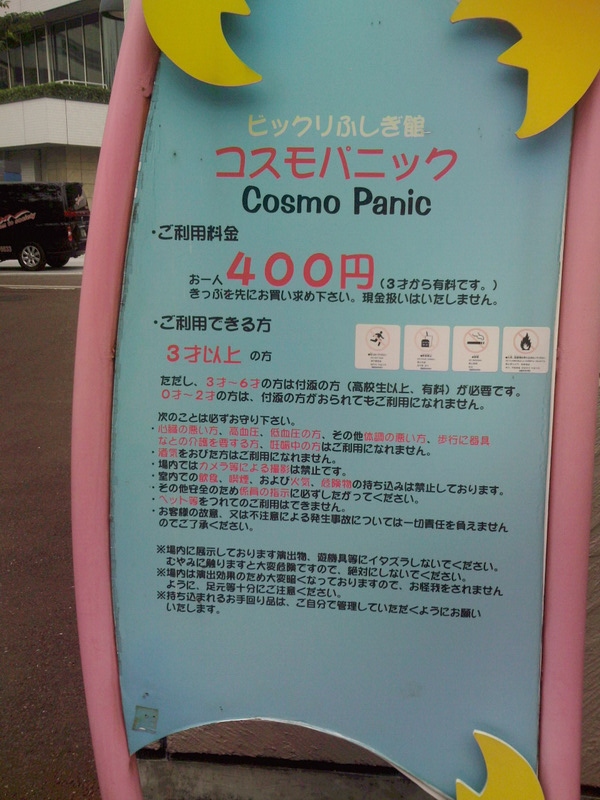 ビックリふしぎ館
コスモパニック
Cosmo Panic
・ご利用料金
お一人400円(3才から有料です。)
きっぷを先にお買い求め下さい。現金扱いはいたしません。
・ご利用できる方
3才以上 の方
ただし、3才〜6才の方は付添の方(高校生以上、有料)が必要です。
0才〜2才の方は、付添の方がおられてもご利用になれません。
次のことは必ずお守り下さい。
・心臓の悪い方、高血圧、低血圧の方、その他体調の悪い方、歩行に器具
などの介護を要する方、妊娠中の方はご利用になれません。
・酒気をおびた方はご利用になれません。
・場内ではカメラ等による撮影は禁止です。
・室内での飲食、喫煙、および火気、危険物の持ち込みは禁止しております。
・その他安全のため係員の指示に必ずしたがってください。
・ペット等をつれてのご利用はできません。
・お客様の故意、又は不注意による発生事故については一切責任を負えません
のでご了承ください。
※場内に展示しております演出物、遊戯具等にイタズラしないでください。
むやみに触りますと大変危険ですので、絶対にしないでください。
※場内は演出効果のため大変暗くなっておりますので、お怪我をされません
ように、足元等十分にご注意ください。
※持ち込まれるお手回り品は、ご自分で管理していただくようにお願い
いたします。